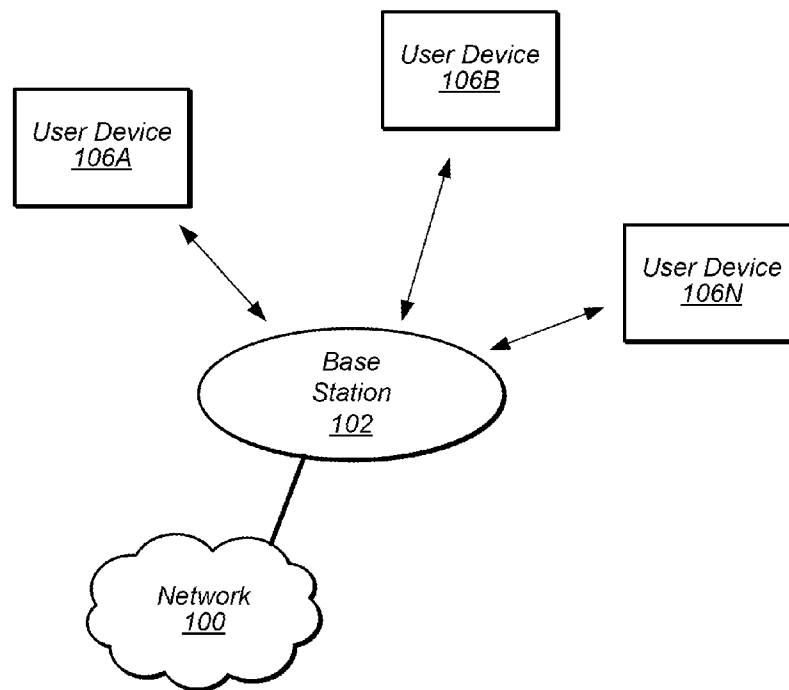 User Device
106B
User Device
106A
User Device
106N
Base
Station
102
Network
100